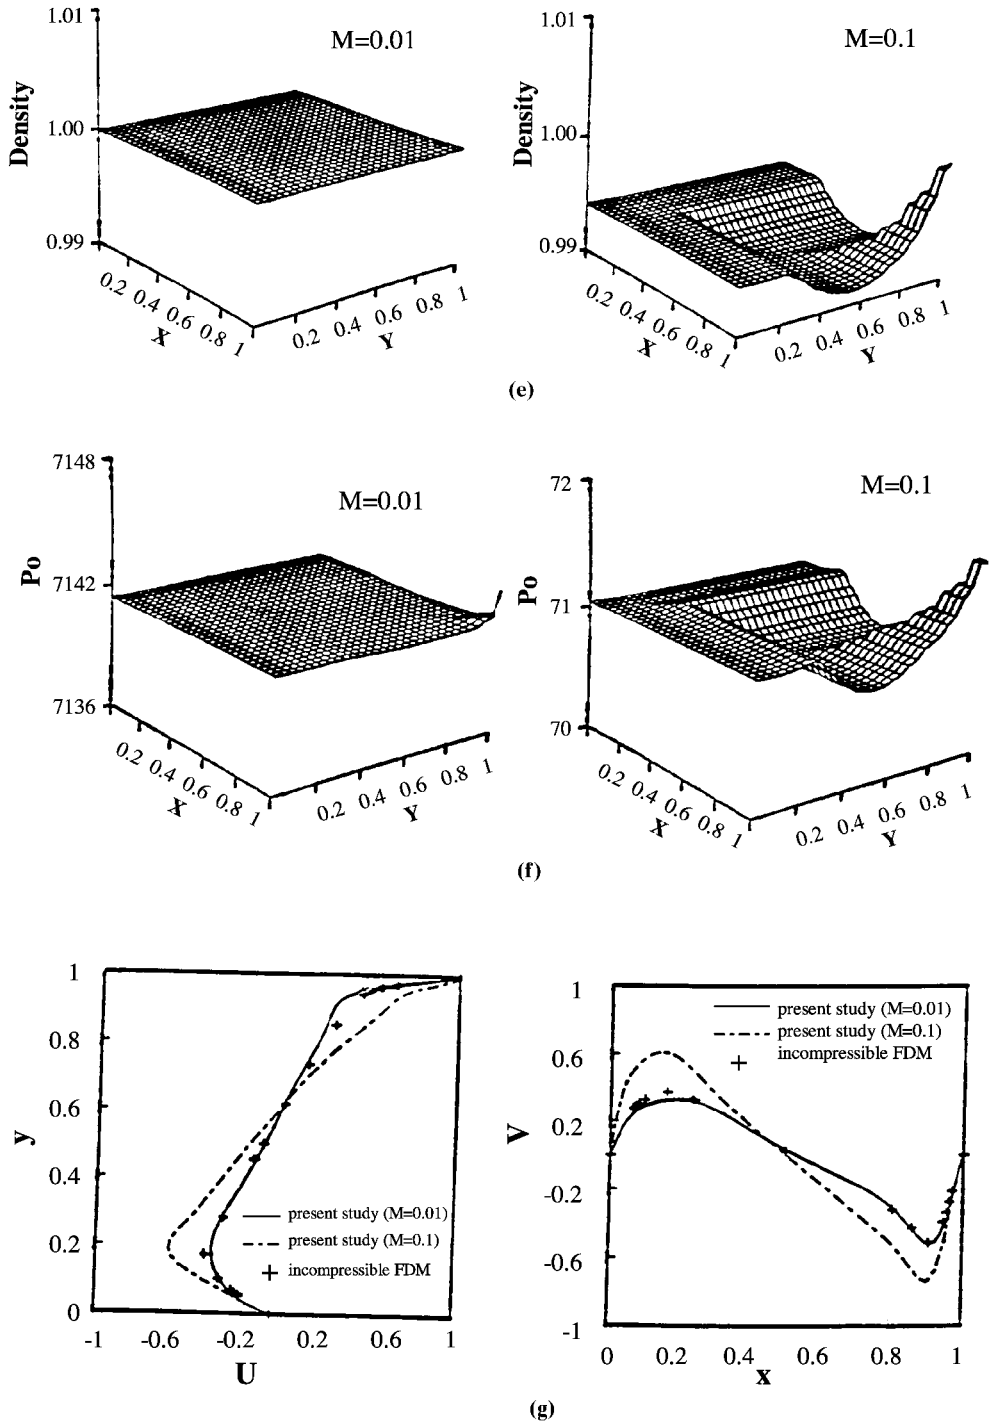 1.01
M=0.01
Density
1.00
0.99
0.2 0.4 0.6 0.8 1
X
0.2 0.4 0.6 0.8 1
Y
1.01
M=0.1
Density
1.00
0.99
0.2 0.4 0.6 0.8 1
X
0.2 0.4 0.6 0.8 1
Y
(e)
7148
M=0.01
Po
7142
7136
0.2 0.4 0.6 0.8 1
X
0.2 0.4 0.6 0.8 1
Y
72
M=0.1
Po
71
70
0.2 0.4 0.6 0.8 1
X
0.2 0.4 0.6 0.8 1
Y
(f)
1
0.8
0.6
y
0.4
0.2
0
present study (M=0.01)
present study (M=0.1)
incompressible FDM
-1 -0.6 -0.2 0.2 0.6 1
U
1
0.6
V
0.2
-0.2
-0.6
-1
present study (M=0.01)
present study (M=0.1)
incompressible FDM
0 0.2 0.4 0.6 0.8 1
x
(g)